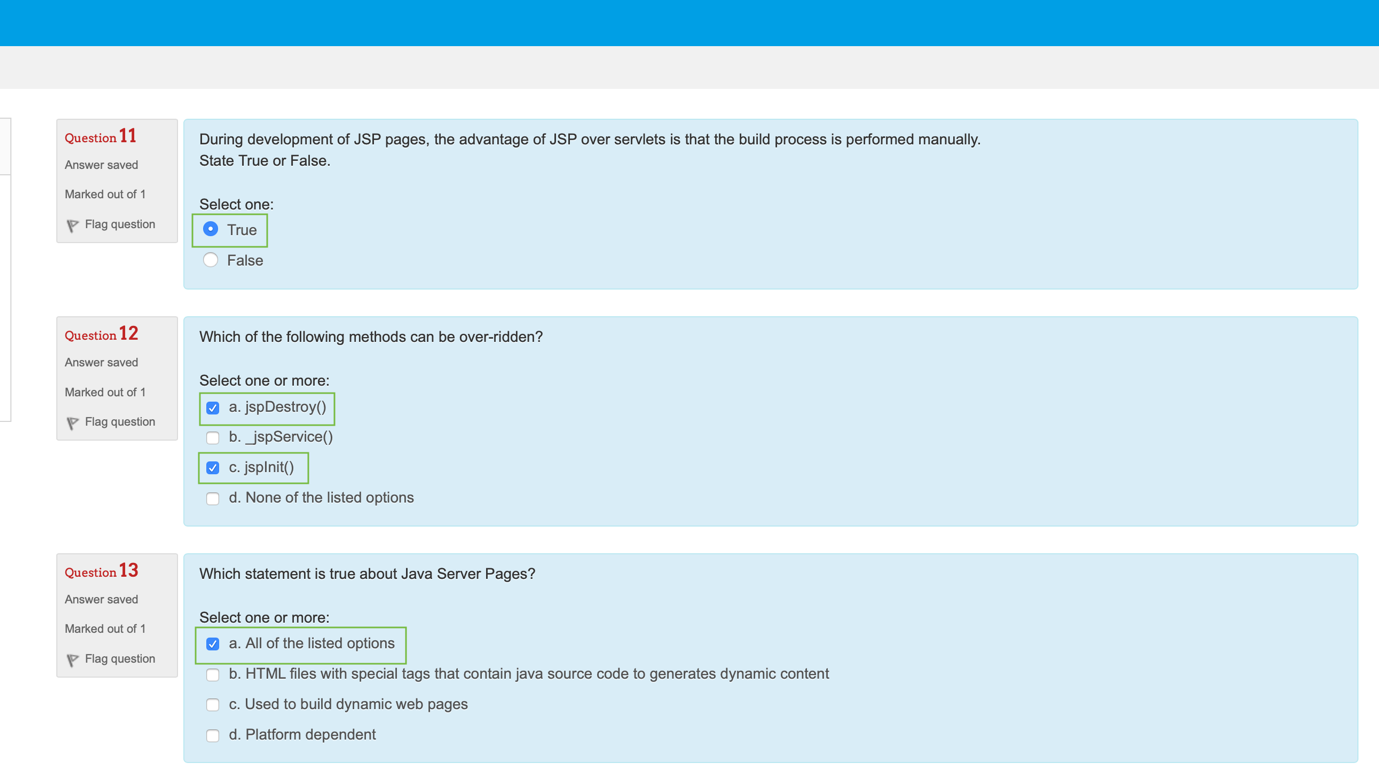 Question 11
Answer saved
Marked out of 1
Flag question
During development of JSP pages, the advantage of JSP over servlets is that the build process is performed manually.
State True or False.
Select one:
True
False
Question 12
Answer saved
Marked out of 1
Flag question
Which of the following methods can be over-ridden?
Select one or more:
a. jspDestroy()
b. _jspService()
c. jspInit()
d. None of the listed options
Question 13
Answer saved
Marked out of 1
Flag question
Which statement is true about Java Server Pages?
Select one or more:
a. All of the listed options
b. HTML files with special tags that contain java source code to generates dynamic content
c. Used to build dynamic web pages
d. Platform dependent